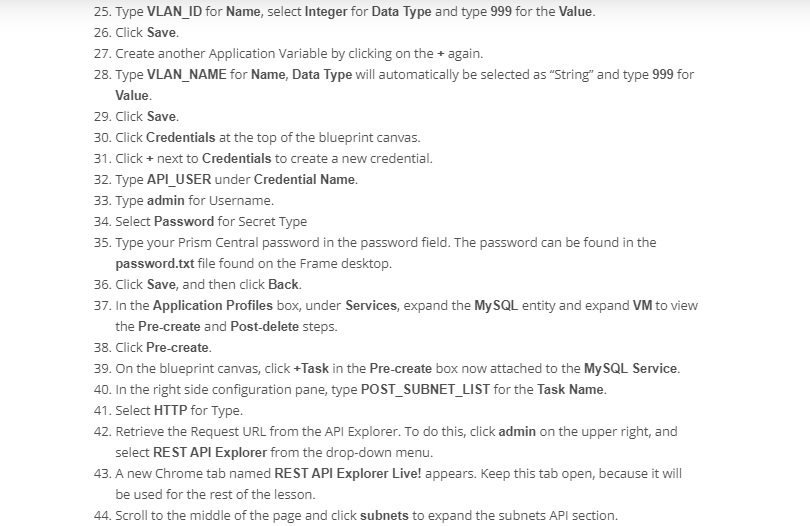 25. Type VLAN_ID for Name, select Integer for Data Type and type 999 for the Value.
26. Click Save.
27. Create another Application Variable by clicking on the + again.
28. Type VLAN_NAME for Name, Data Type will automatically be selected as “String” and type 999 for
Value.
29. Click Save.
30. Click Credentials at the top of the blueprint canvas.
31. Click + next to Credentials to create a new credential.
32. Type API_USER under Credential Name.
33. Type admin for Username.
34. Select Password for Secret Type
35. Type your Prism Central password in the password field. The password can be found in the
password.txt file found on the Frame desktop.
36. Click Save, and then click Back.
37. In the Application Profiles box, under Services, expand the MySQL entity and expand VM to view
the Pre-create and Post-delete steps.
38. Click Pre-create.
39. On the blueprint canvas, click +Task in the Pre-create box now attached to the MySQL Service.
40. In the right side configuration pane, type POST_SUBNET_LIST for the Task Name.
41. Select HTTP for Type.
42. Retrieve the Request URL from the API Explorer. To do this, click admin on the upper right, and
select REST API Explorer from the drop-down menu.
43. A new Chrome tab named REST API Explorer Live! appears. Keep this tab open, because it will
be used for the rest of the lesson.
44. Scroll to the middle of the page and click subnets to expand the subnets API section.